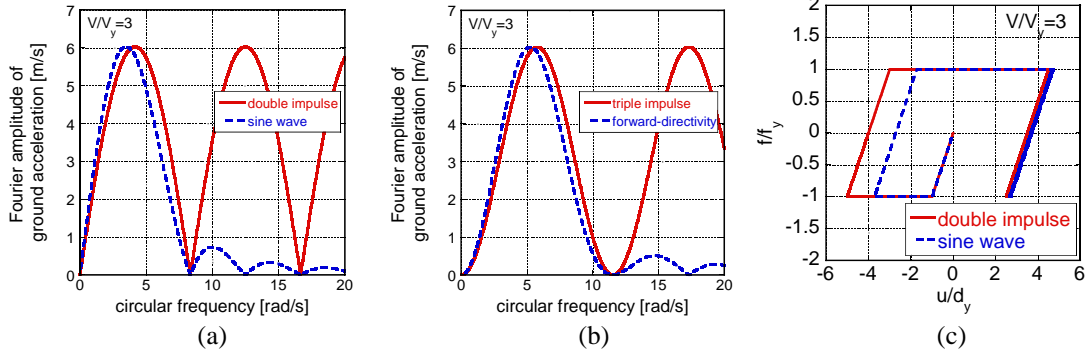 V/V_y=3
7
6
5
4
3
2
1
0
0 5 10 15 20
Fourier amplitude of
ground acceleration [m/s]
circular frequency [rad/s]
double impulse
sine wave
(a)
V/V_y=3
7
6
5
4
3
2
1
0
0 5 10 15 20
Fourier amplitude of
ground acceleration [m/s]
circular frequency [rad/s]
triple impulse
forward-directivity
(b)
V/V_y=3
2
1.5
1
0.5
0
-0.5
-1
-1.5
-2
-6 -4 -2 0 2 4 6
f/f_y
u/d_y
double impulse
sine wave
(c)